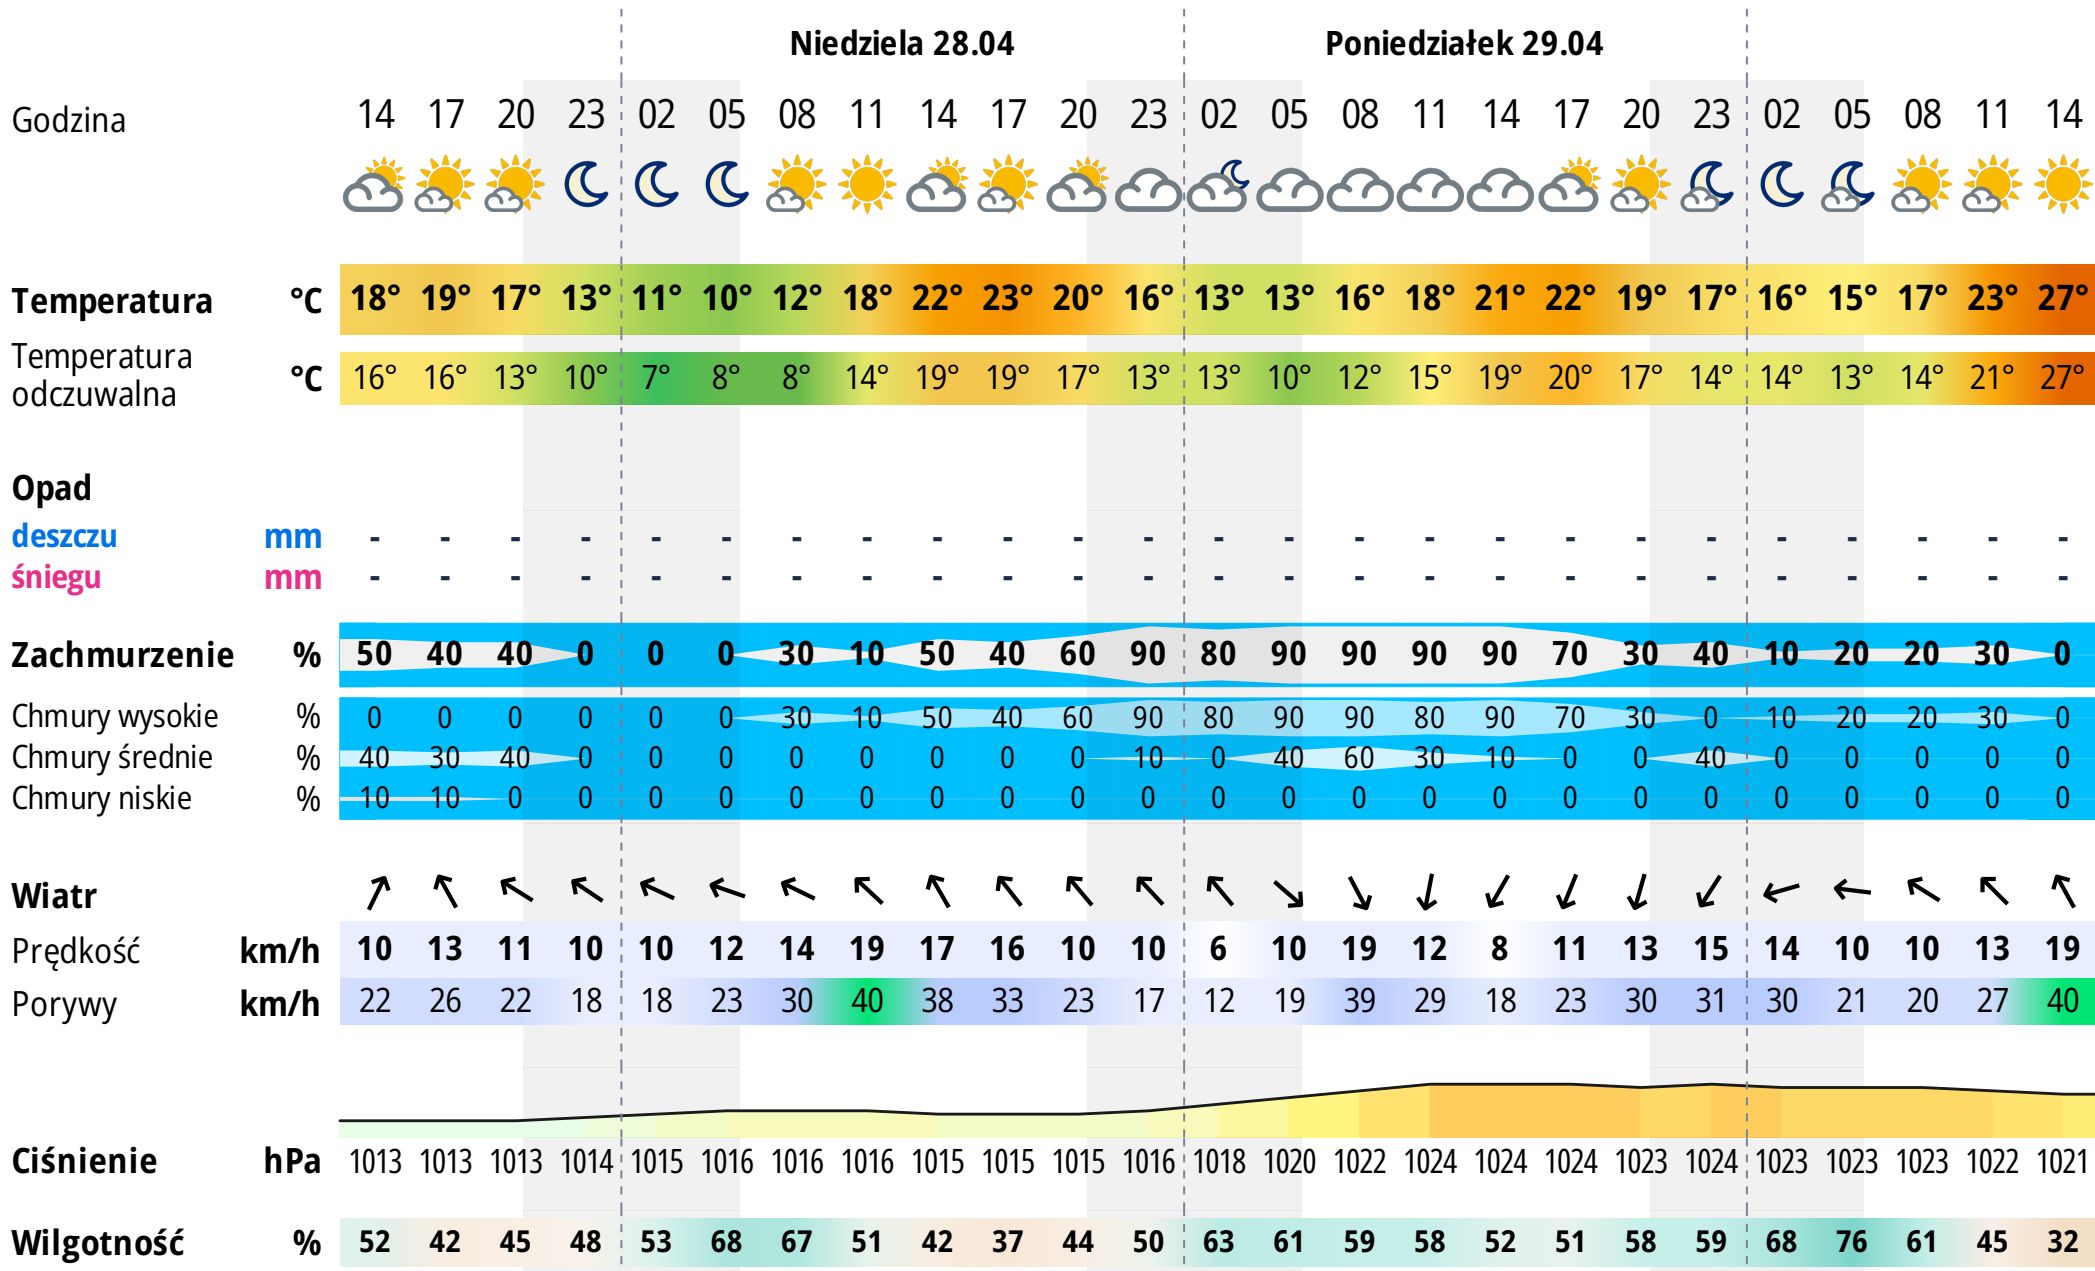 Niedziela 28.04 Poniedziałek 29.04
Godzina 14 17 20 23 02 05 08 11 14 17 20 23 02 05 08 11 14 17 20 23 02 05 08 11 14
Temperatura °C 18° 19° 17° 13° 11° 10° 12° 18° 22° 23° 20° 16° 13° 13° 16° 18° 21° 22° 19° 17° 16° 15° 17° 23° 27°
Temperatura
odczuwalna °C 16° 16° 13° 10° 7° 8° 8° 14° 19° 19° 17° 13° 13° 10° 12° 15° 19° 20° 17° 14° 14° 13° 14° 21° 27°
Opad
deszczu mm - - - - - - - - - - - - - - - - - - - - - - - - -
śniegu mm - - - - - - - - - - - - - - - - - - - - - - - - -
Zachmurzenie % 50 40 40 0 0 0 30 10 50 40 60 90 80 90 90 90 90 70 30 40 10 20 20 30 0
Chmury wysokie % 0 0 0 0 0 0 30 10 50 40 60 90 80 90 90 80 90 70 30 0 10 20 20 30 0
Chmury średnie % 40 30 40 0 0 0 0 0 0 0 0 10 0 40 60 30 10 0 0 40 0 0 0 0 0
Chmury niskie % 10 10 0 0 0 0 0 0 0 0 0 0 0 0 0 0 0 0 0 0 0 0 0 0 0
Wiatr
Prędkość km/h 10 13 11 10 10 12 14 19 17 16 10 10 6 10 19 12 8 11 13 15 14 10 10 13 19
Porywy km/h 22 26 22 18 18 23 30 40 38 33 23 17 12 19 39 29 18 23 30 31 30 21 20 27 40
Ciśnienie hPa 1013 1013 1013 1014 1015 1016 1016 1016 1015 1015 1015 1016 1018 1020 1022 1024 1024 1024 1023 1024 1023 1023 1023 1022 1021
Wilgotność % 52 42 45 48 53 68 67 51 42 37 44 50 63 61 59 58 52 51 58 59 68 76 61 45 32